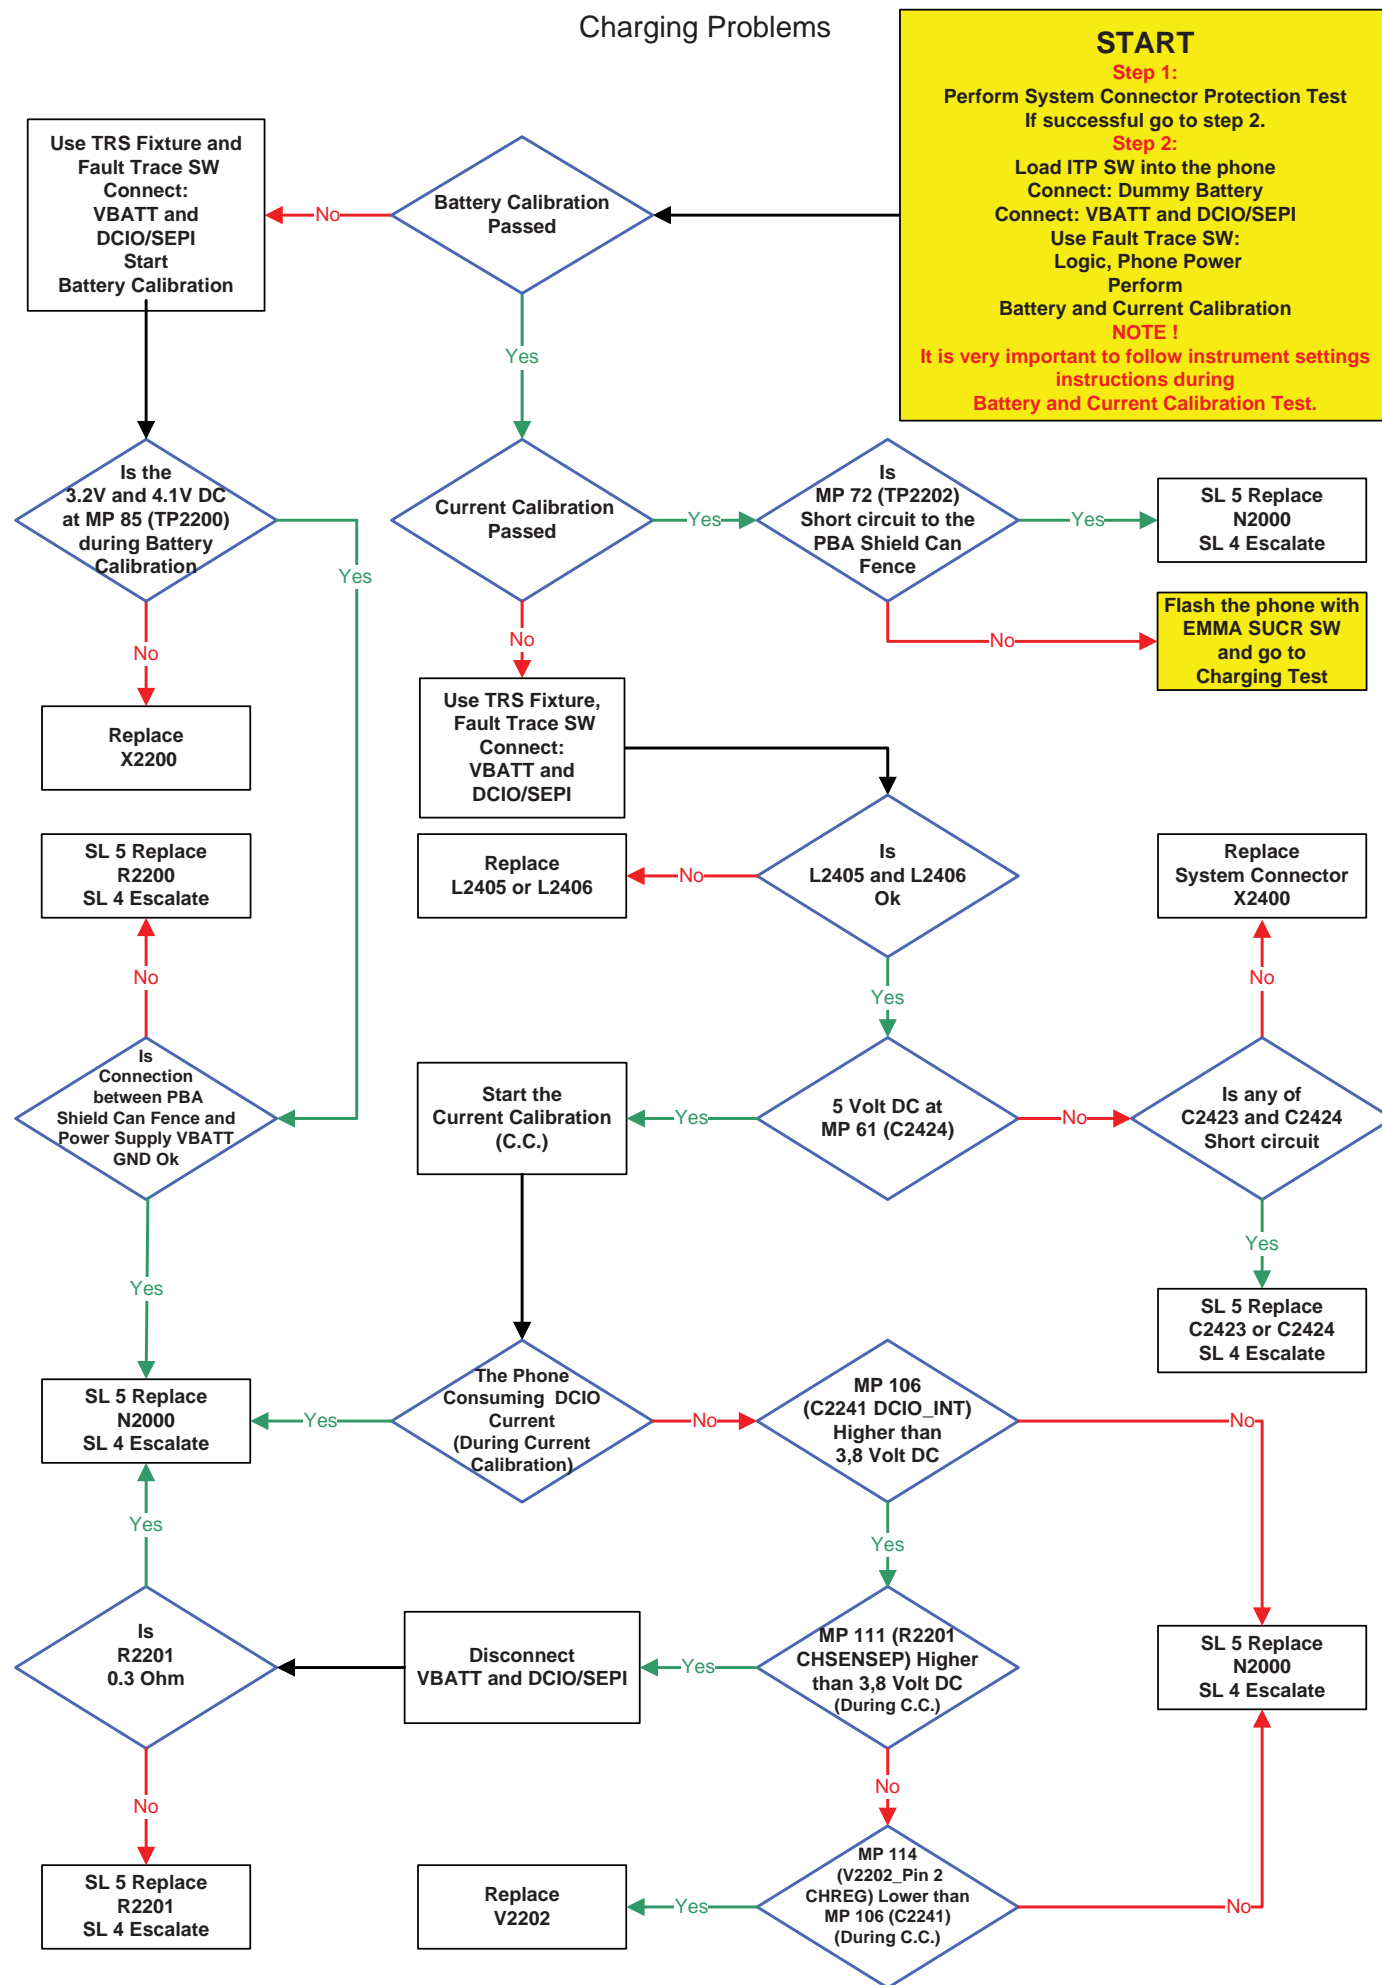 Charging Problems
START
Step 1:
Perform System Connector Protection Test
If successful go to step 2.
Step 2:
Load ITP SW into the phone
Connect: Dummy Battery
Connect: VBATT and DCIO/SEPI
Use Fault Trace SW:
Logic, Phone Power
Perform
Battery and Current Calibration
NOTE !
It is very important to follow instrument settings
instructions during
Battery and Current Calibration Test.
Use TRS Fixture and
Fault Trace SW
Connect:
VBATT and
DCIO/SEPI
Start
Battery Calibration
No
Battery Calibration
Passed
Yes
Is the
3.2V and 4.1V DC
at MP 85 (TP2200)
during Battery
Calibration
Yes
No
Current Calibration
Passed
Yes
No
Is
MP 72 (TP2202)
Short circuit to the
PBA Shield Can
Fence
Yes
No
SL 5 Replace
N2000
SL 4 Escalate
Flash the phone with
EMMA SUCR SW
and go to
Charging Test
Replace
X2200
Use TRS Fixture,
Fault Trace SW
Connect:
VBATT and
DCIO/SEPI
SL 5 Replace
R2200
SL 4 Escalate
No
Replace
L2405 or L2406
No
Is
L2405 and L2406
Ok
Yes
Replace
System Connector
X2400
No
Is
Connection
between PBA
Shield Can Fence and
Power Supply VBATT
GND Ok
Yes
Start the
Current Calibration
(C.C.)
Yes
5 Volt DC at
MP 61 (C2424)
No
Is any of
C2423 and C2424
Short circuit
Yes
SL 5 Replace
C2423 or C2424
SL 4 Escalate
SL 5 Replace
N2000
SL 4 Escalate
Yes
The Phone
Consuming DCIO
Current
(During Current
Calibration)
No
MP 106
(C2241 DCIO_INT)
Higher than
3,8 Volt DC
No
Yes
Yes
Is
R2201
0.3 Ohm
No
Disconnect
VBATT and DCIO/SEPI
Yes
MP 111 (R2201
CHSENSEP) Higher
than 3,8 Volt DC
(During C.C.)
No
SL 5 Replace
N2000
SL 4 Escalate
SL 5 Replace
R2201
SL 4 Escalate
Replace
V2202
Yes
MP 114
(V2202_Pin 2
CHREG) Lower than
MP 106 (C2241)
(During C.C.)
No